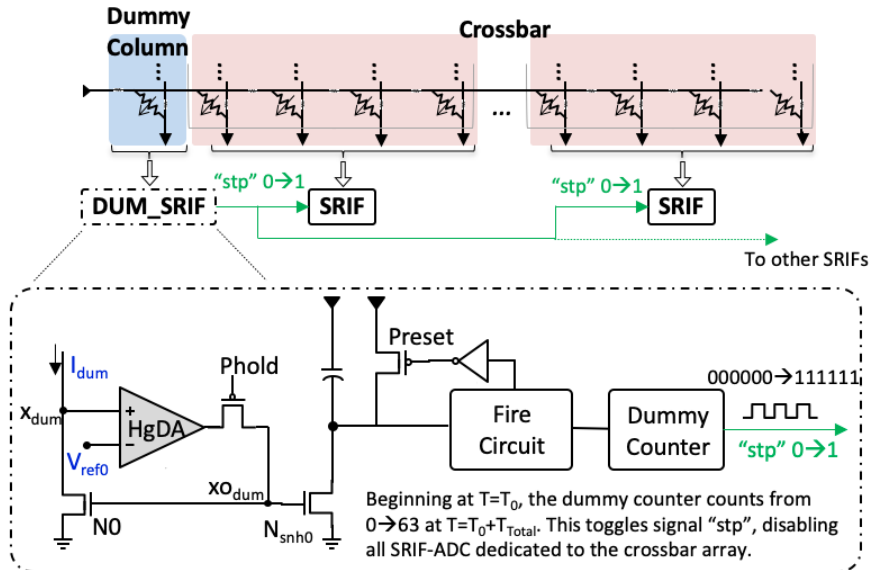 Dummy
Column
Crossbar
...
"stp" 0→1
"stp" 0→1
DUM_SRIF
SRIF
SRIF
To other SRIFs
Preset
Phold
I_dum
X_dum
HgDA
+
−
V_ref0
XO_dum
N0
N_snh0
Fire
Circuit
Dummy
Counter
000000→111111
"stp" 0→1
Beginning at T=T_0, the dummy counter counts from
0→63 at T=T_0+T_Total. This toggles signal "stp", disabling
all SRIF-ADC dedicated to the crossbar array.